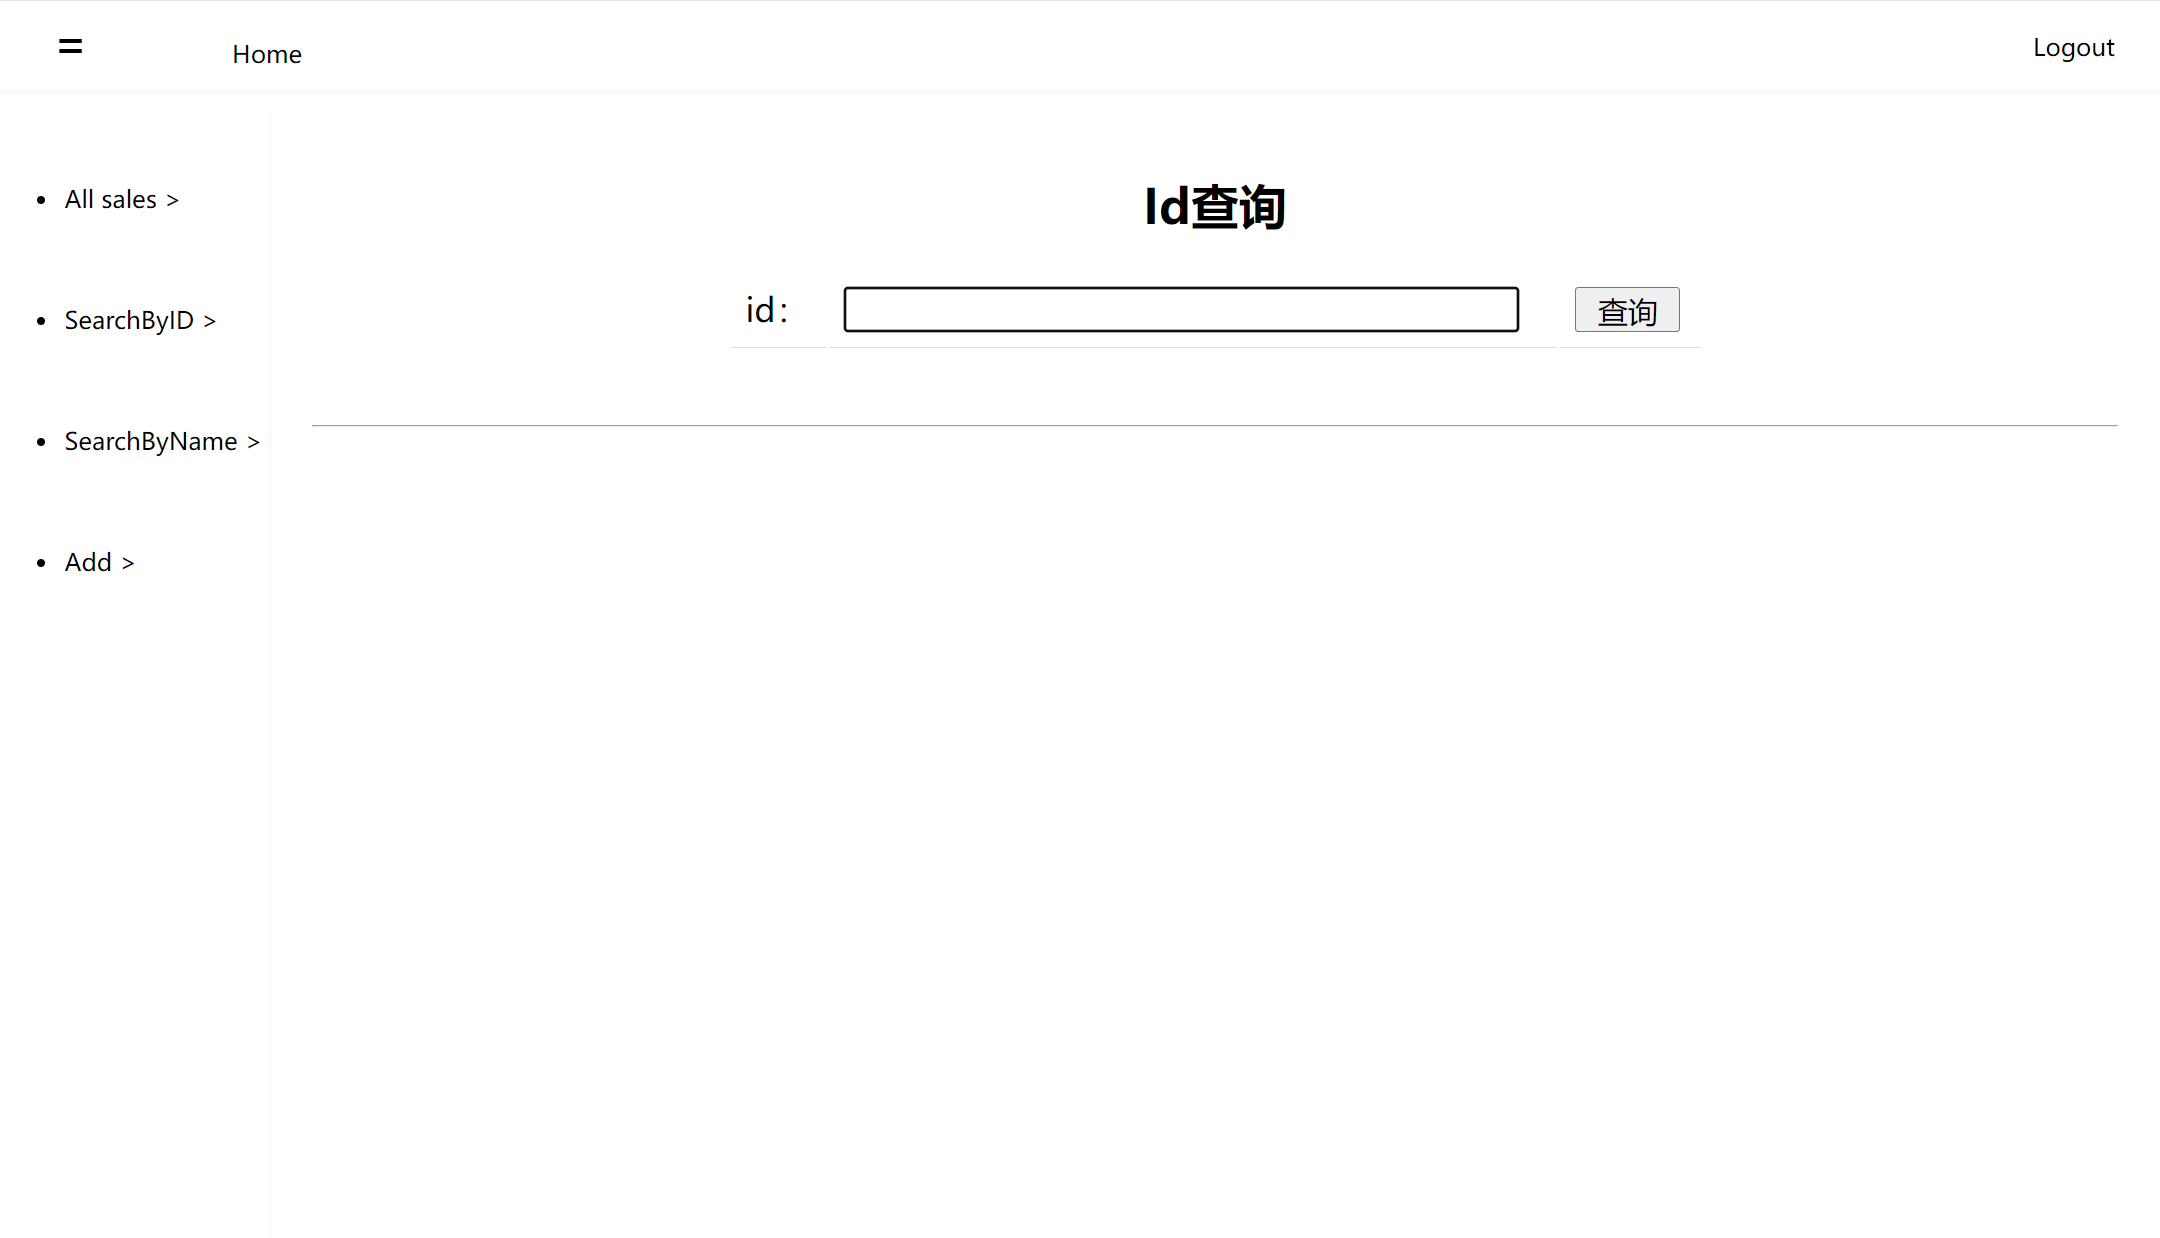 =
Home
Logout
All sales >
SearchByID >
SearchByName >
Add >
Id查询
id：
查询